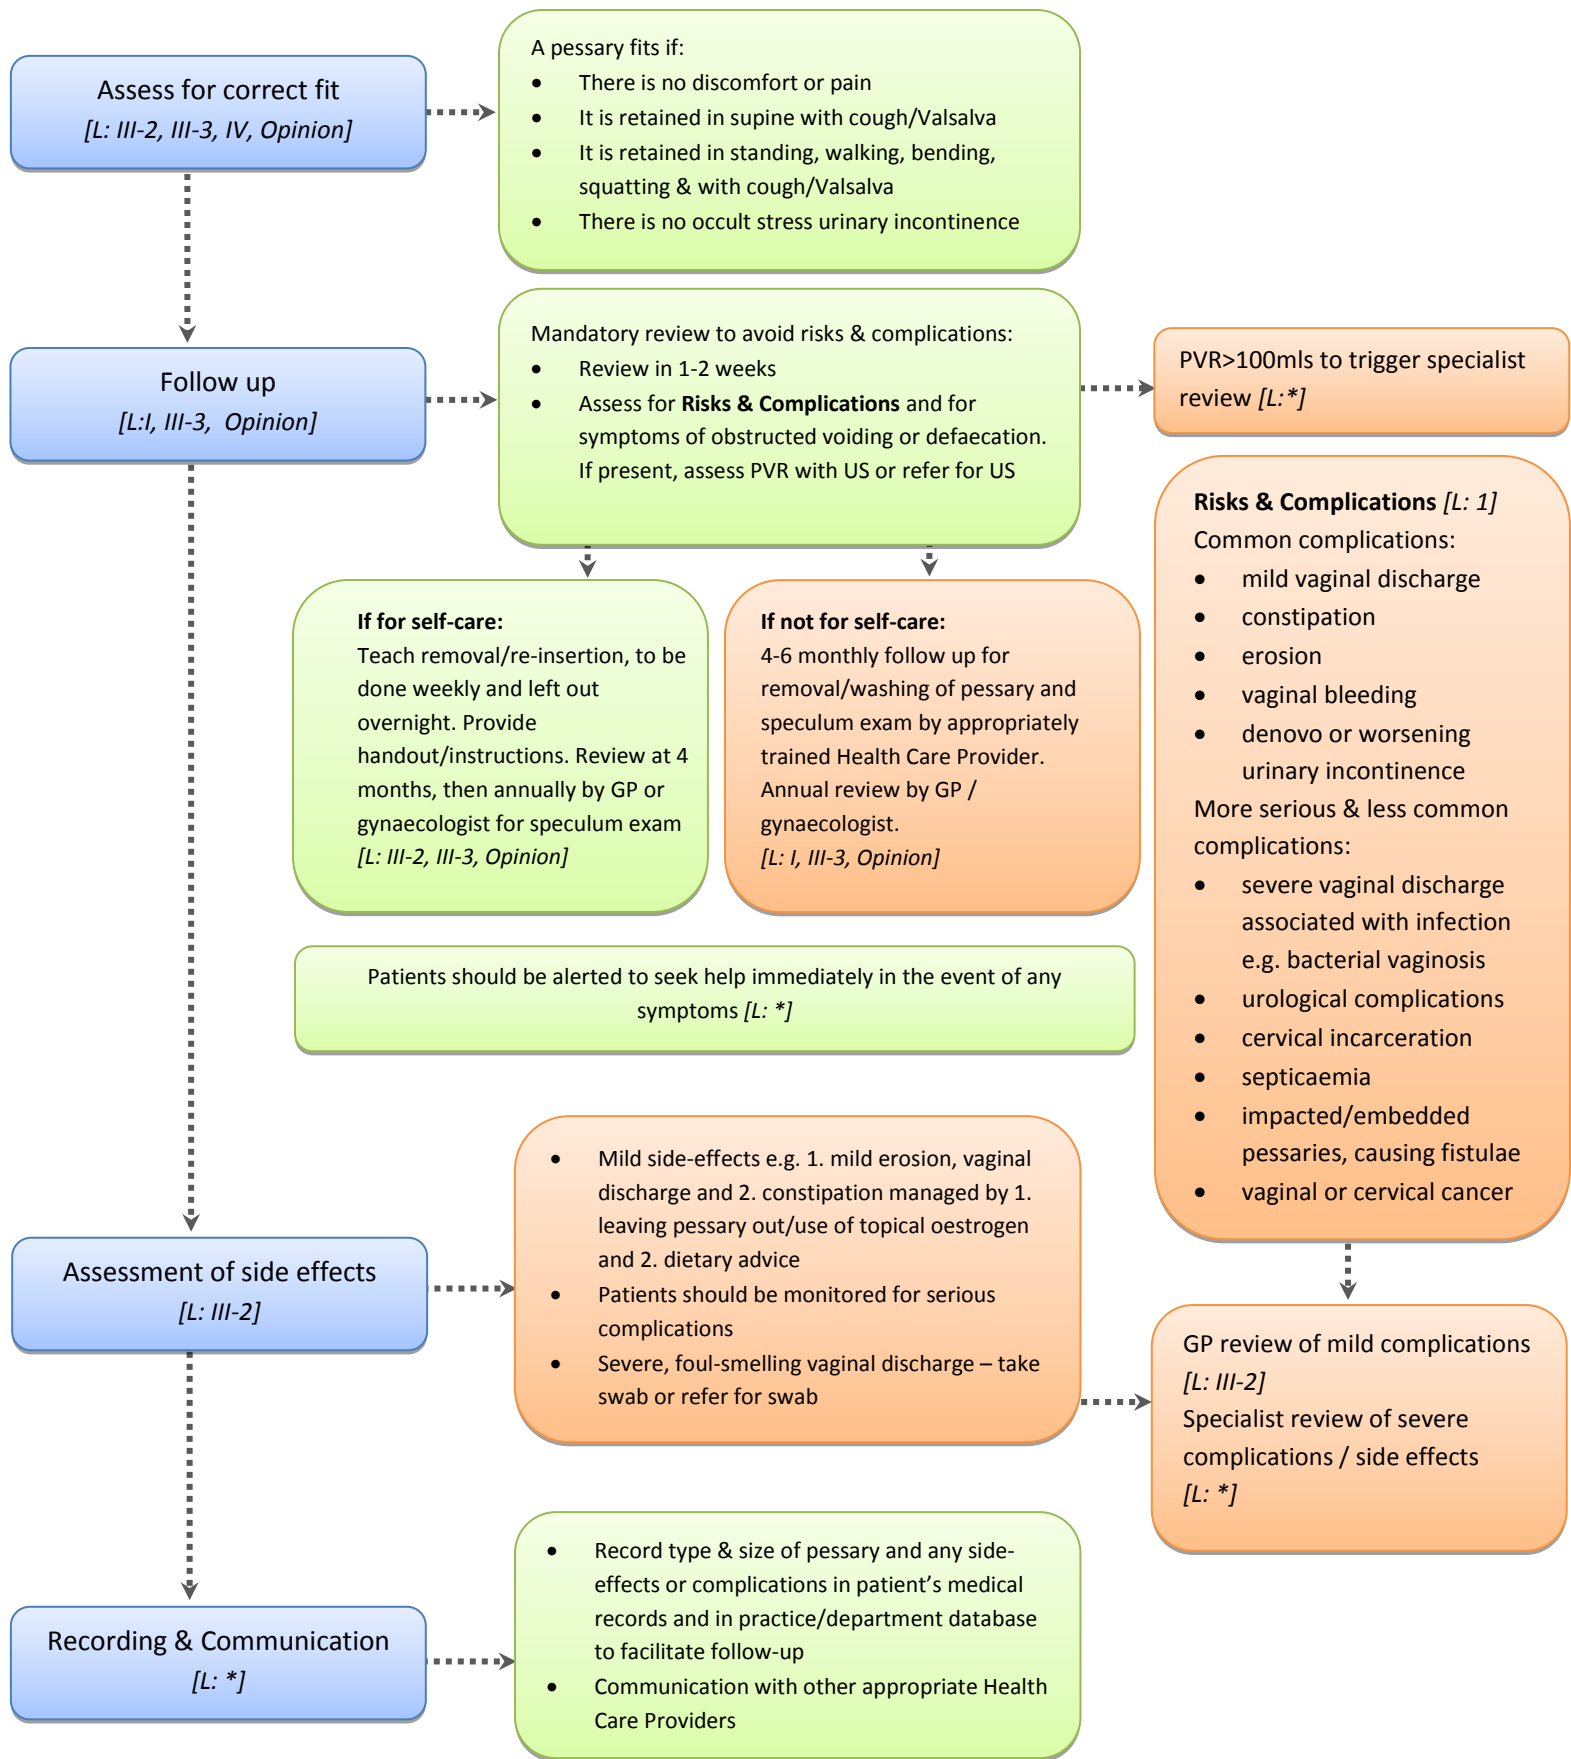 Assess for correct fit
[L: III-2, III-3, IV, Opinion]
A pessary fits if:
• There is no discomfort or pain
• It is retained in supine with cough/Valsalva
• It is retained in standing, walking, bending,
squatting & with cough/Valsalva
• There is no occult stress urinary incontinence
Follow up
[L:I, III-3, Opinion]
Mandatory review to avoid risks & complications:
• Review in 1-2 weeks
• Assess for Risks & Complications and for
symptoms of obstructed voiding or defaecation.
If present, assess PVR with US or refer for US
PVR>100mls to trigger specialist
review [L:*]
If for self-care:
Teach removal/re-insertion, to be
done weekly and left out
overnight. Provide
handout/instructions. Review at 4
months, then annually by GP or
gynaecologist for speculum exam
[L: III-2, III-3, Opinion]
If not for self-care:
4-6 monthly follow up for
removal/washing of pessary and
speculum exam by appropriately
trained Health Care Provider.
Annual review by GP /
gynaecologist.
[L: I, III-3, Opinion]
Risks & Complications [L: 1]
Common complications:
• mild vaginal discharge
• constipation
• erosion
• vaginal bleeding
• denovo or worsening
urinary incontinence
More serious & less common
complications:
• severe vaginal discharge
associated with infection
e.g. bacterial vaginosis
• urological complications
• cervical incarceration
• septicaemia
• impacted/embedded
pessaries, causing fistulae
• vaginal or cervical cancer
Patients should be alerted to seek help immediately in the event of any
symptoms [L: *]
Assessment of side effects
[L: III-2]
• Mild side-effects e.g. 1. mild erosion, vaginal
discharge and 2. constipation managed by 1.
leaving pessary out/use of topical oestrogen
and 2. dietary advice
• Patients should be monitored for serious
complications
• Severe, foul-smelling vaginal discharge – take
swab or refer for swab
GP review of mild complications
[L: III-2]
Specialist review of severe
complications / side effects
[L: *]
Recording & Communication
[L: *]
• Record type & size of pessary and any side-
effects or complications in patient’s medical
records and in practice/department database
to facilitate follow-up
• Communication with other appropriate Health
Care Providers